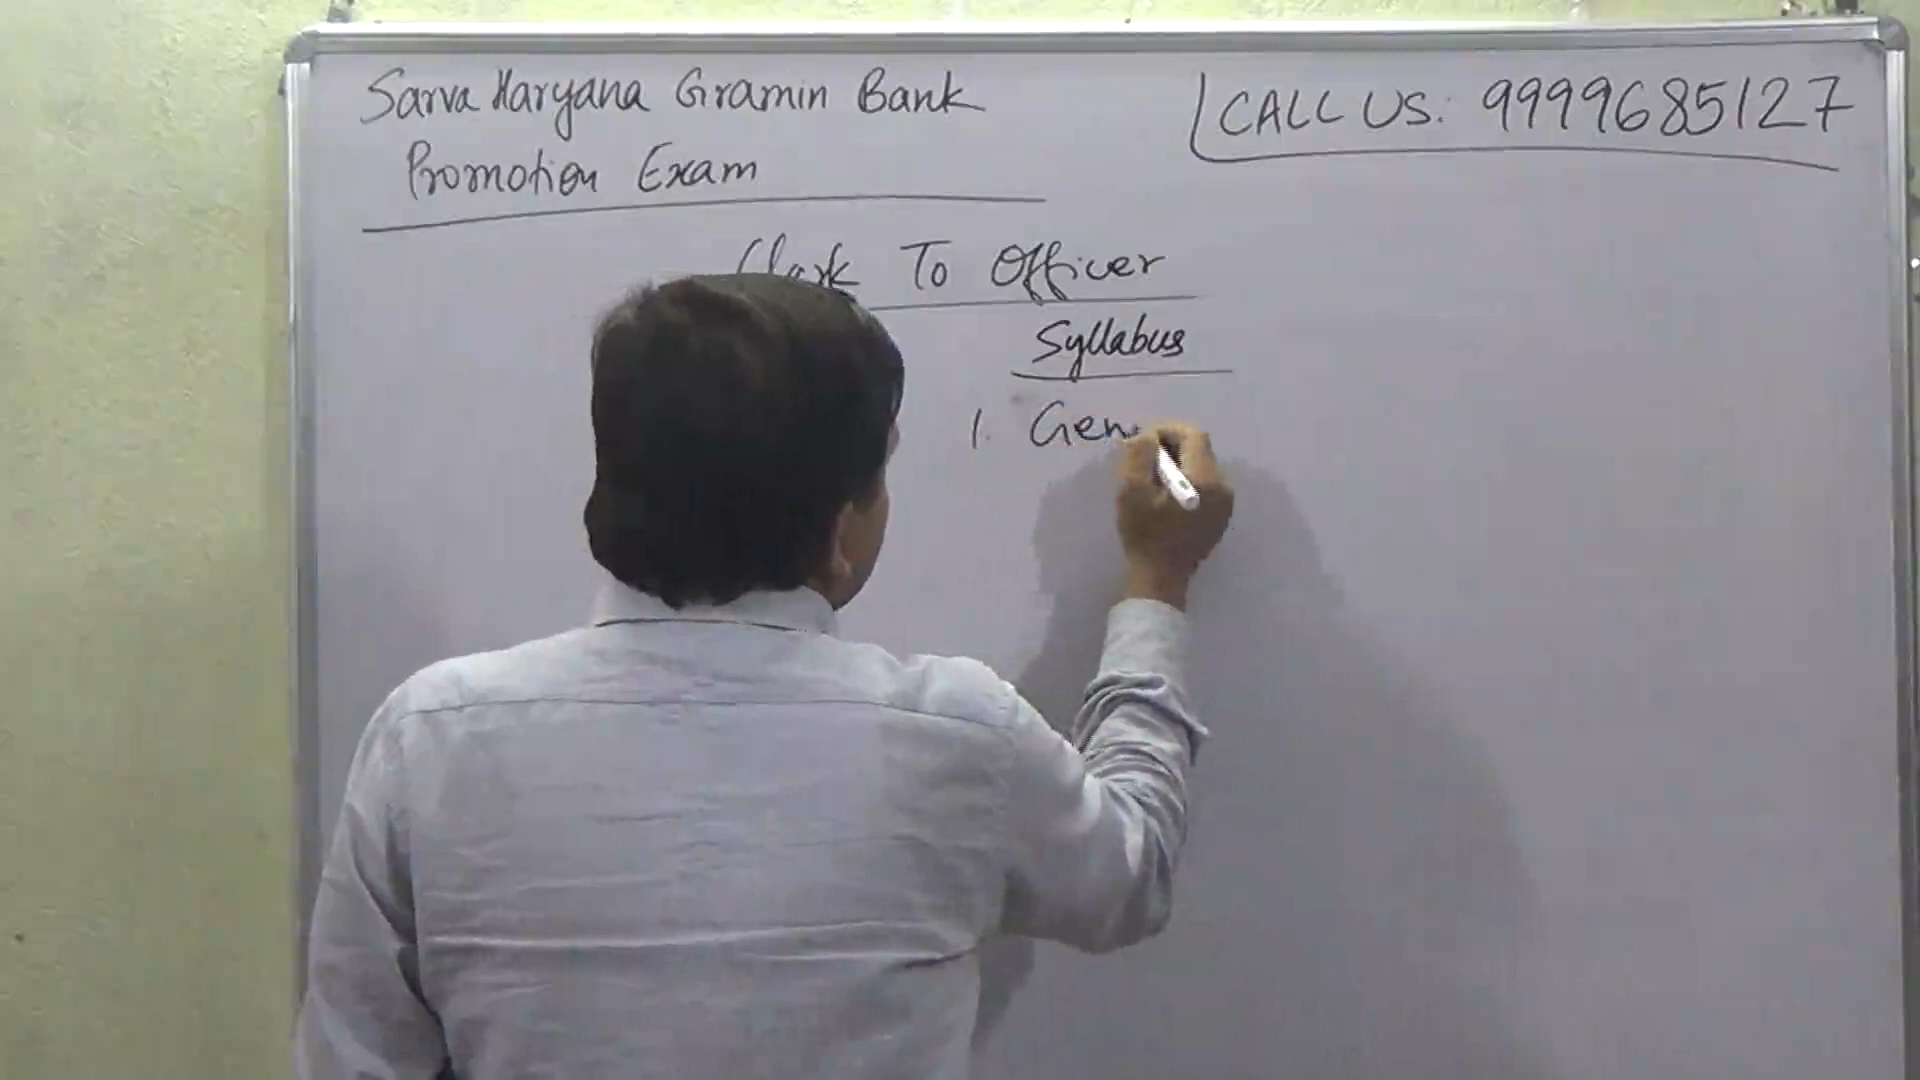 Sarva Haryana Gramin Bank
Promotion Exam
CALL US: 9999685127
To Officer
Syllabus
1. Gen